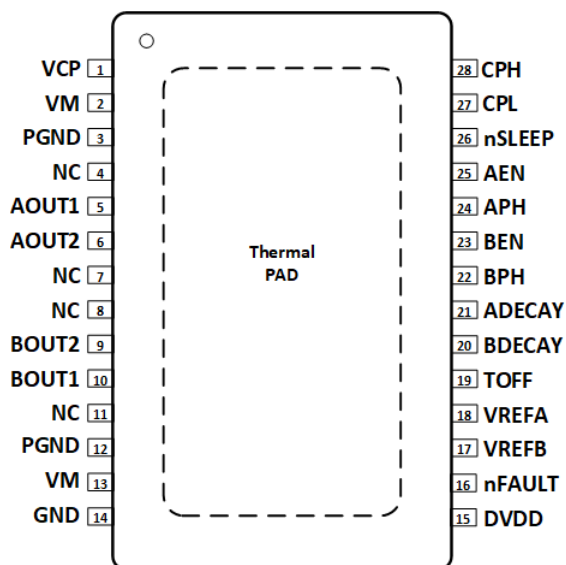 VCP 1
28 CPH
VM 2
27 CPL
PGND 3
26 nSLEEP
NC 4
25 AEN
AOUT1 5
24 APH
AOUT2 6
23 BEN
Thermal
PAD
NC 7
22 BPH
NC 8
21 ADECAY
BOUT2 9
20 BDECAY
BOUT1 10
19 TOFF
NC 11
18 VREFA
PGND 12
17 VREFB
VM 13
16 nFAULT
GND 14
15 DVDD